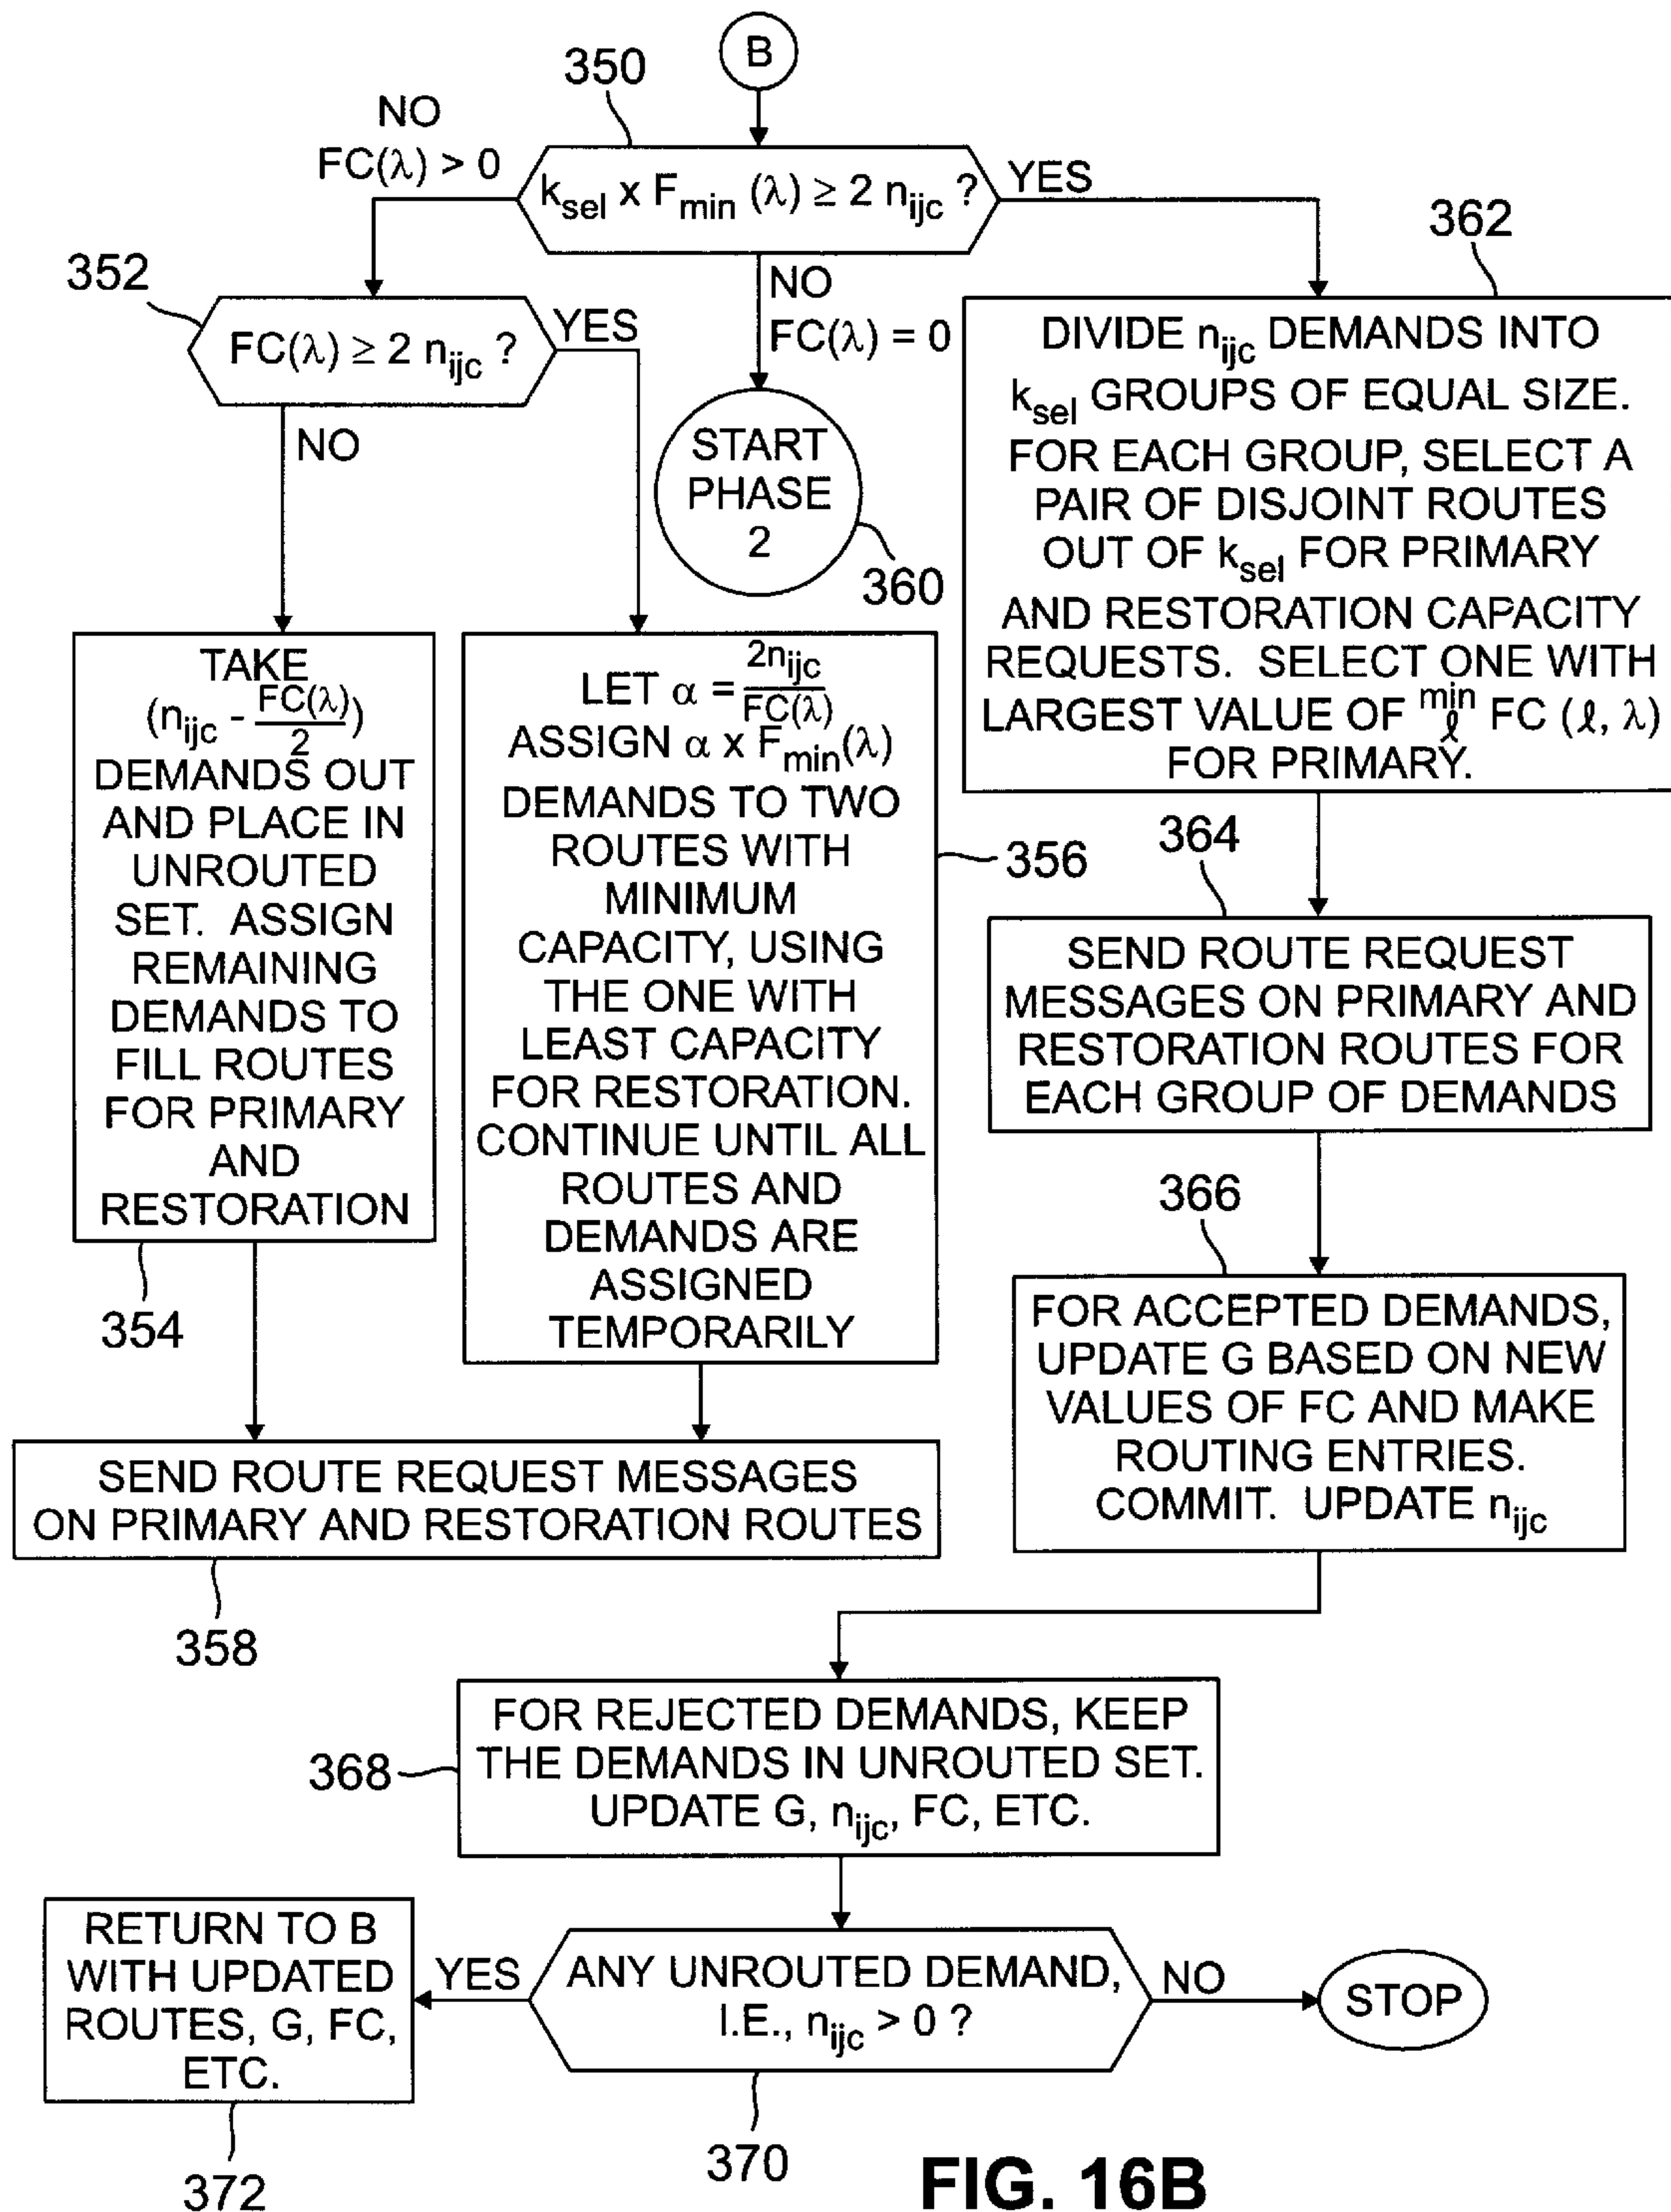 B
350
NO
FC(λ) > 0
k_sel x F_min (λ) ≥ 2 n_ijc ?
YES
362
352
FC(λ) ≥ 2 n_ijc ?
YES
NO
NO
FC(λ) = 0
START
PHASE
2
360
DIVIDE n_ijc DEMANDS INTO
k_sel GROUPS OF EQUAL SIZE.
FOR EACH GROUP, SELECT A
PAIR OF DISJOINT ROUTES
OUT OF k_sel FOR PRIMARY
AND RESTORATION CAPACITY
REQUESTS. SELECT ONE WITH
LARGEST VALUE OF min_ℓ FC (ℓ, λ)
FOR PRIMARY.
TAKE
(n_ijc - FC(λ)/2)
DEMANDS OUT
AND PLACE IN
UNROUTED
SET. ASSIGN
REMAINING
DEMANDS TO
FILL ROUTES
FOR PRIMARY
AND
RESTORATION
354
LET α = 2n_ijc/FC(λ)
ASSIGN α x F_min(λ)
DEMANDS TO TWO
ROUTES WITH
MINIMUM
CAPACITY, USING
THE ONE WITH
LEAST CAPACITY
FOR RESTORATION.
CONTINUE UNTIL ALL
ROUTES AND
DEMANDS ARE
ASSIGNED
TEMPORARILY
356
364
SEND ROUTE REQUEST
MESSAGES ON PRIMARY AND
RESTORATION ROUTES FOR
EACH GROUP OF DEMANDS
366
FOR ACCEPTED DEMANDS,
UPDATE G BASED ON NEW
VALUES OF FC AND MAKE
ROUTING ENTRIES.
COMMIT. UPDATE n_ijc
SEND ROUTE REQUEST MESSAGES
ON PRIMARY AND RESTORATION ROUTES
358
368
FOR REJECTED DEMANDS, KEEP
THE DEMANDS IN UNROUTED SET.
UPDATE G, n_ijc, FC, ETC.
RETURN TO B
WITH UPDATED
ROUTES, G, FC,
ETC.
372
YES
ANY UNROUTED DEMAND,
I.E., n_ijc > 0 ?
370
NO
STOP
FIG. 16B